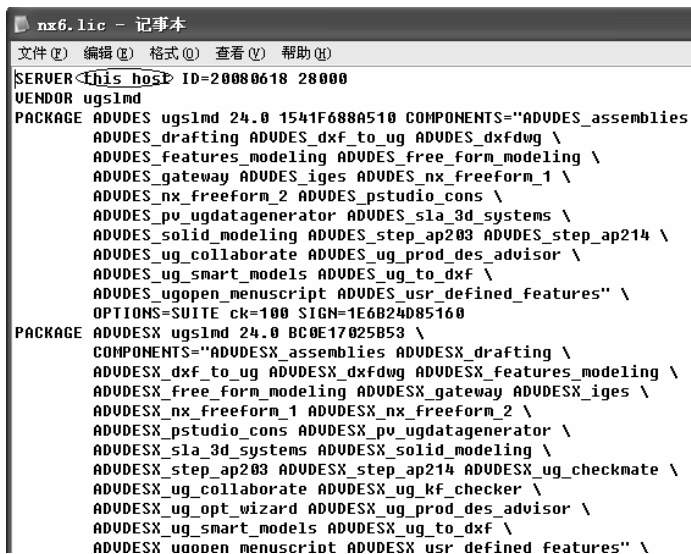 nx6.lic - 记事本
文件(F) 编辑(E) 格式(O) 查看(V) 帮助(H)
SERVER this host ID=20080618 28000
VENDOR ugslmd
PACKAGE ADVDES ugslmd 24.0 1541F688A510 COMPONENTS="ADVDES_assemblies
ADVDES_drafting ADVDES_dxf_to_ug ADVDES_dxfdwg \
ADVDES_features_modeling ADVDES_free_form_modeling \
ADVDES_gateway ADVDES_iges ADVDES_nx_freeform_1 \
ADVDES_nx_freeform_2 ADVDES_pstudio_cons \
ADVDES_pv_ugdatagenerator ADVDES_sla_3d_systems \
ADVDES_solid_modeling ADVDES_step_ap203 ADVDES_step_ap214 \
ADVDES_ug_collaborate ADVDES_ug_prod_des_advisor \
ADVDES_ug_smart_models ADVDES_ug_to_dxf \
ADVDES_ugopen_menuscript ADVDES_usr_defined_features" \
OPTIONS=SUITE ck=100 SIGN=1E6B24D85160
PACKAGE ADVDESX ugslmd 24.0 BC0E17025B53 \
COMPONENTS="ADVDESX_assemblies ADVDESX_drafting \
ADVDESX_dxf_to_ug ADVDESX_dxfdwg ADVDESX_features_modeling \
ADVDESX_free_form_modeling ADVDESX_gateway ADVDESX_iges \
ADVDESX_nx_freeform_1 ADVDESX_nx_freeform_2 \
ADVDESX_pstudio_cons ADVDESX_pv_ugdatagenerator \
ADVDESX_sla_3d_systems ADVDESX_solid_modeling \
ADVDESX_step_ap203 ADVDESX_step_ap214 ADVDESX_ug_checkmate \
ADVDESX_ug_collaborate ADVDESX_ug_kf_checker \
ADVDESX_ug_opt_wizard ADVDESX_ug_prod_des_advisor \
ADVDESX_ug_smart_models ADVDESX_ug_to_dxf \
ADVDESX_ugopen_menuscript ADVDESX_usr_defined_features" \